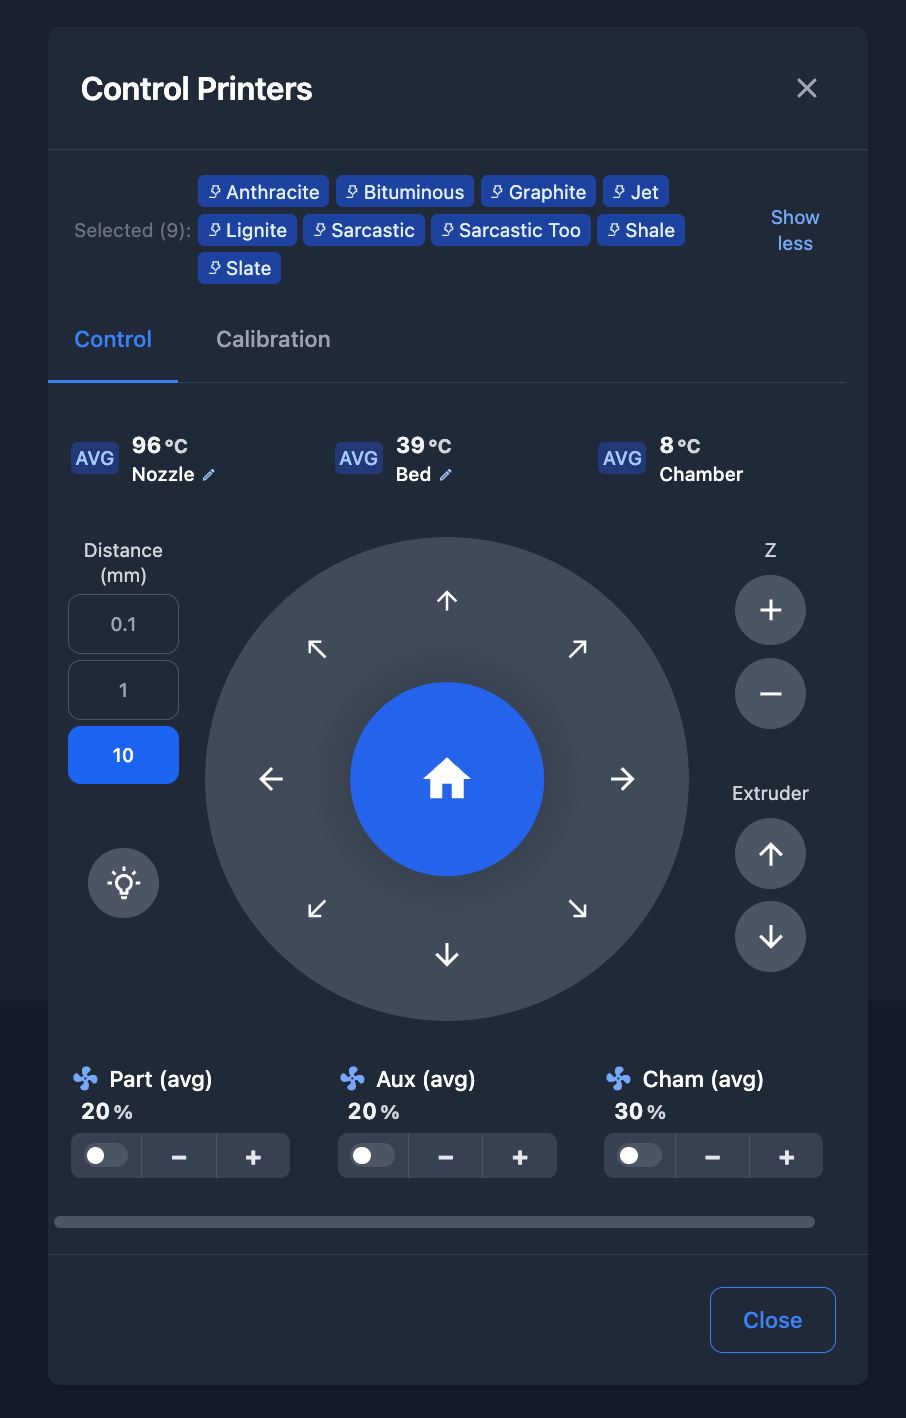 Control Printers
Selected (9):
Anthracite Bituminous Graphite Jet
Lignite Sarcastic Sarcastic Too Shale
Slate
Show
less
Control Calibration
AVG 96 °C
Nozzle
AVG 39 °C
Bed
AVG 8 °C
Chamber
Distance
(mm)
0.1
1
10
Z
Extruder
Part (avg)
20 %
Aux (avg)
20 %
Cham (avg)
30 %
Close